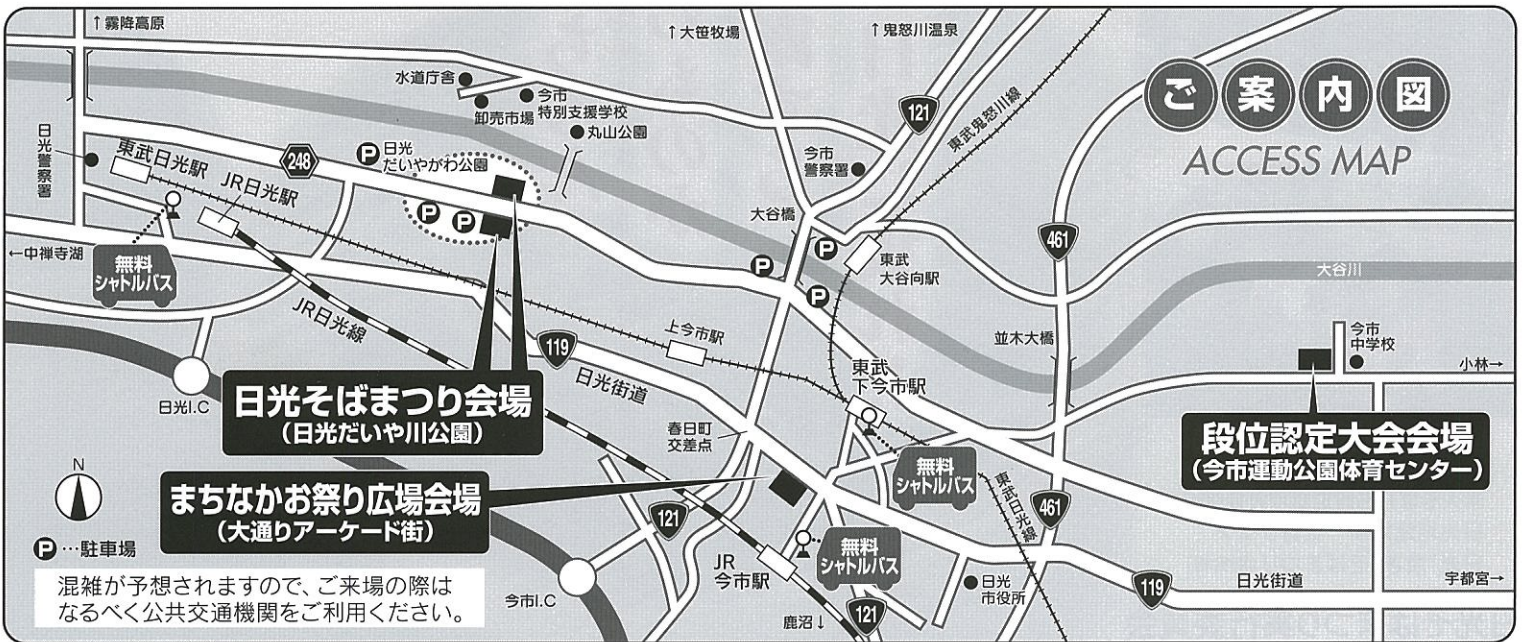 ↑霧降高原
↑大笹牧場
↑鬼怒川温泉
ご案内図
ACCESS MAP
水道庁舎
卸売市場
今市
特別支援学校
丸山公園
121
東武鬼怒川線
日光警察署
東武日光駅
JR日光駅
248
P
日光
だいやがわ公園
P
P
今市
警察署
大谷橋
P
P
P
東武
大谷向駅
461
大谷川
←中禅寺湖
無料
シャトルバス
JR日光線
119
日光街道
上今市駅
並木大橋
今市
中学校
小林→
東武
下今市駅
日光I.C
日光そばまつり会場
(日光だいや川公園)
春日町
交差点
無料
シャトルバス
東武日光線
段位認定大会会場
(今市運動公園体育センター)
N
まちなかお祭り広場会場
(大通りアーケード街)
121
461
P…駐車場
JR
今市駅
無料
シャトルバス
日光
市役所
119
日光街道
宇都宮→
今市I.C
鹿沼↓
121
混雑が予想されますので、ご来場の際は
なるべく公共交通機関をご利用ください。